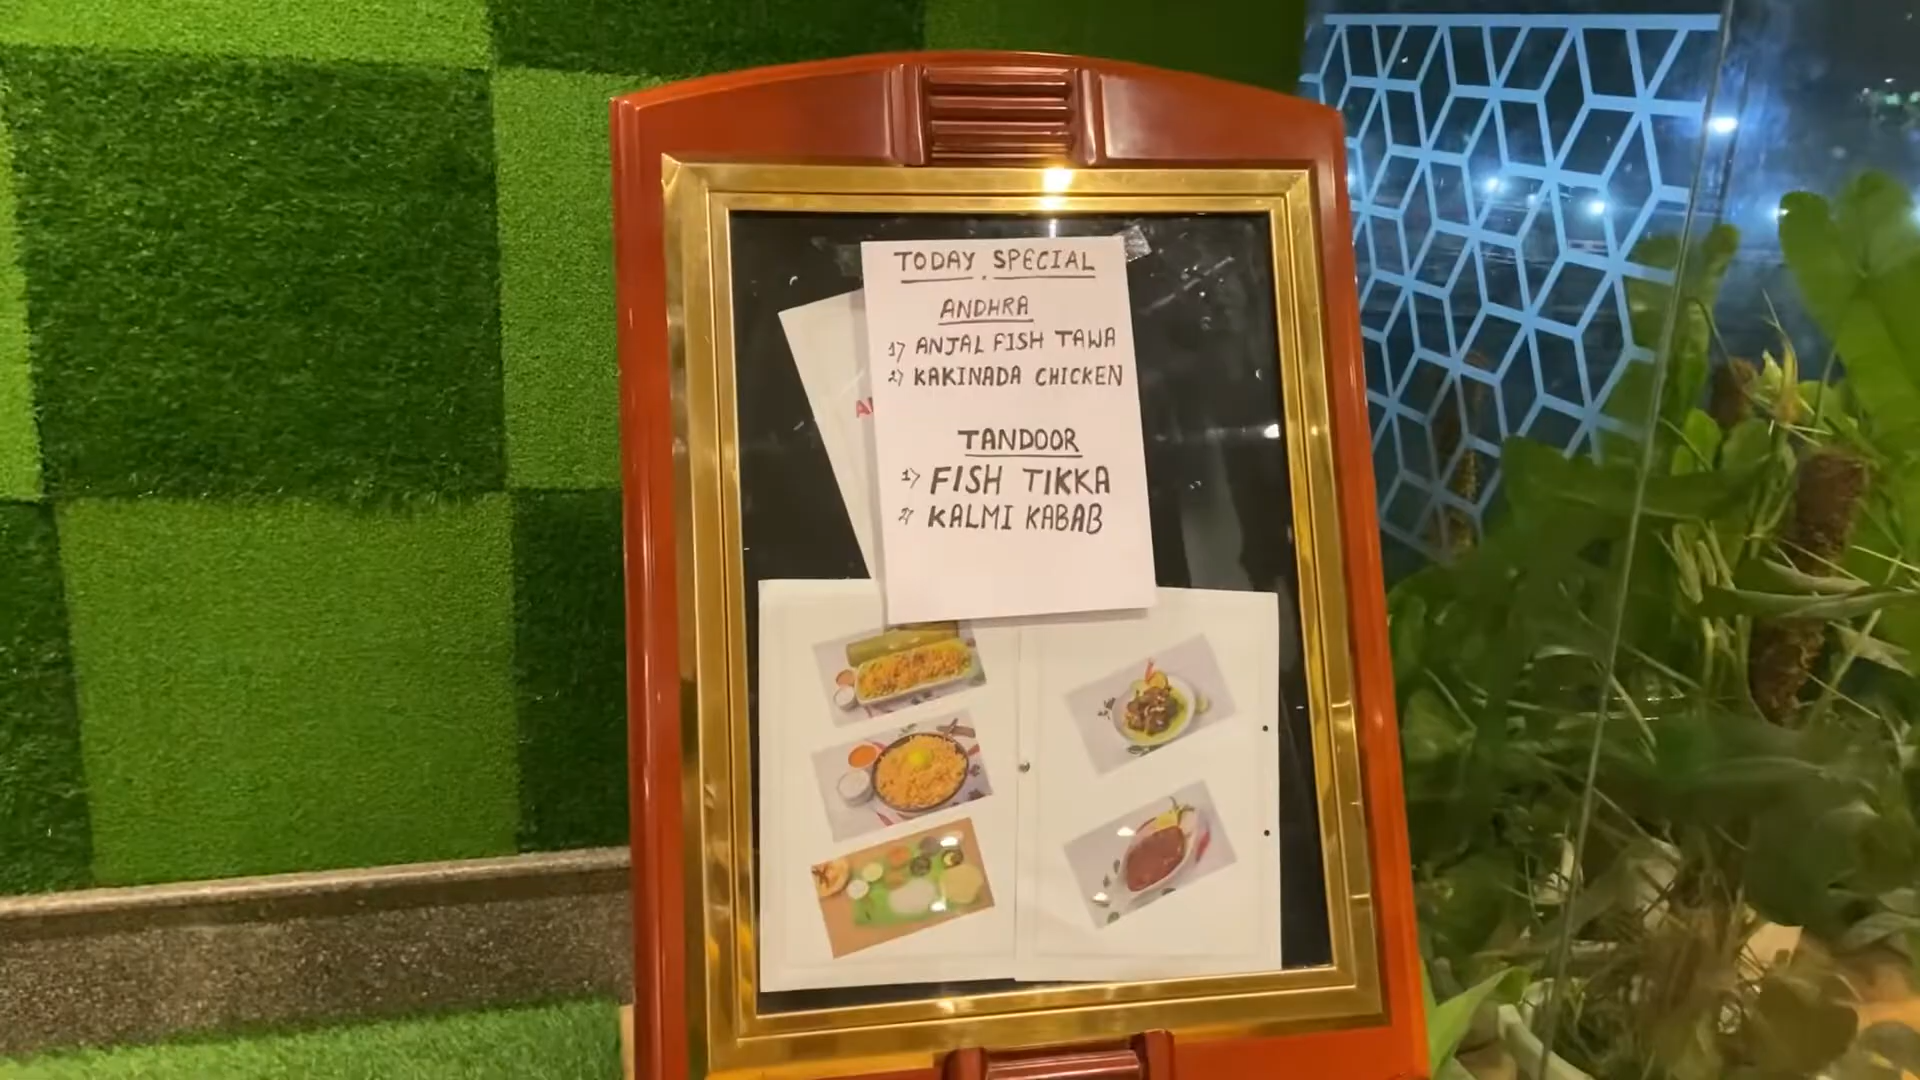 TODAY SPECIAL
ANDHRA
1) ANJAL FISH TAWA
2) KAKINADA CHICKEN
TANDOOR
1) FISH TIKKA
2) KALMI KABAB